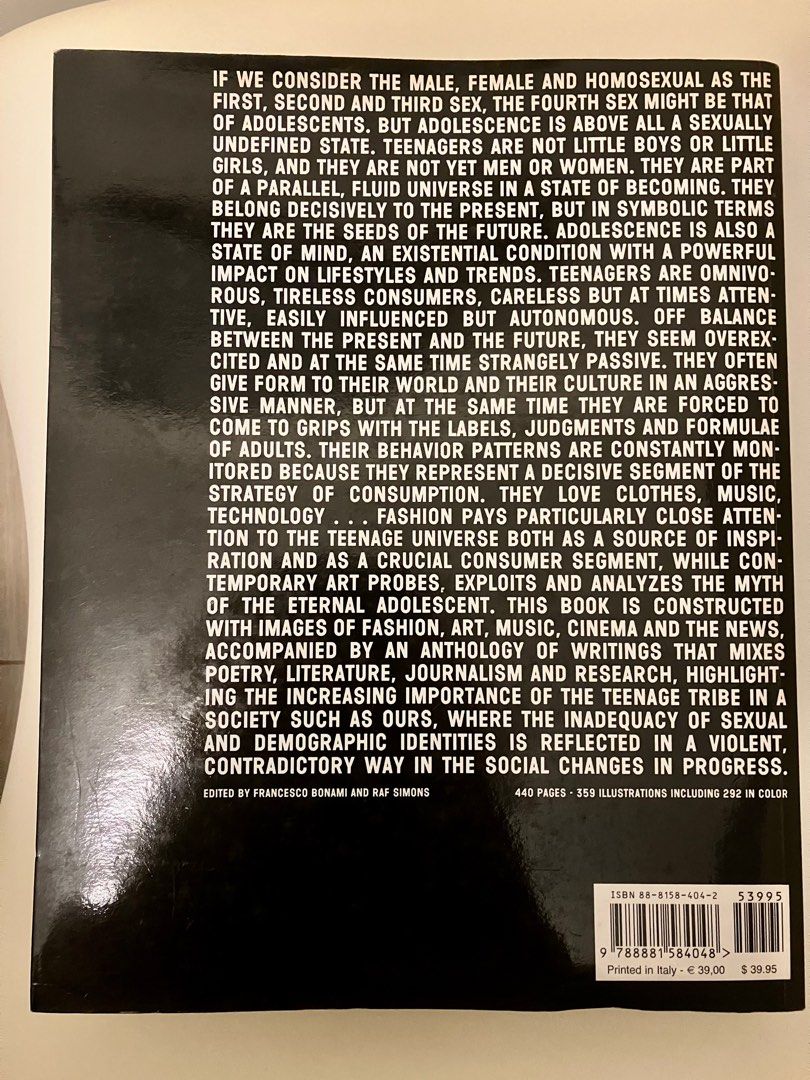 IF WE CONSIDER THE MALE, FEMALE AND HOMOSEXUAL AS THE
FIRST, SECOND AND THIRD SEX, THE FOURTH SEX MIGHT BE THAT
OF ADOLESCENTS. BUT ADOLESCENCE IS ABOVE ALL A SEXUALLY
UNDEFINED STATE. TEENAGERS ARE NOT LITTLE BOYS OR LITTLE
GIRLS, AND THEY ARE NOT YET MEN OR WOMEN. THEY ARE PART
OF A PARALLEL, FLUID UNIVERSE IN A STATE OF BECOMING. THEY
BELONG DECISIVELY TO THE PRESENT, BUT IN SYMBOLIC TERMS
THEY ARE THE SEEDS OF THE FUTURE. ADOLESCENCE IS ALSO A
STATE OF MIND, AN EXISTENTIAL CONDITION WITH A POWERFUL
IMPACT ON LIFESTYLES AND TRENDS. TEENAGERS ARE OMNIVO-
ROUS, TIRELESS CONSUMERS, CARELESS BUT AT TIMES ATTEN-
TIVE, EASILY INFLUENCED BUT AUTONOMOUS. OFF BALANCE
BETWEEN THE PRESENT AND THE FUTURE, THEY SEEM OVEREX-
CITED AND AT THE SAME TIME STRANGELY PASSIVE. THEY OFTEN
GIVE FORM TO THEIR WORLD AND THEIR CULTURE IN AN AGGRES-
SIVE MANNER, BUT AT THE SAME TIME THEY ARE FORCED TO
COME TO GRIPS WITH THE LABELS, JUDGMENTS AND FORMULAE
OF ADULTS. THEIR BEHAVIOR PATTERNS ARE CONSTANTLY MON-
ITORED BECAUSE THEY REPRESENT A DECISIVE SEGMENT OF THE
STRATEGY OF CONSUMPTION. THEY LOVE CLOTHES, MUSIC,
TECHNOLOGY . . . FASHION PAYS PARTICULARLY CLOSE ATTEN-
TION TO THE TEENAGE UNIVERSE BOTH AS A SOURCE OF INSPI-
RATION AND AS A CRUCIAL CONSUMER SEGMENT, WHILE CON-
TEMPORARY ART PROBES, EXPLOITS AND ANALYZES THE MYTH
OF THE ETERNAL ADOLESCENT. THIS BOOK IS CONSTRUCTED
WITH IMAGES OF FASHION, ART, MUSIC, CINEMA AND THE NEWS,
ACCOMPANIED BY AN ANTHOLOGY OF WRITINGS THAT MIXES
POETRY, LITERATURE, JOURNALISM AND RESEARCH, HIGHLIGHT-
ING THE INCREASING IMPORTANCE OF THE TEENAGE TRIBE IN A
SOCIETY SUCH AS OURS, WHERE THE INADEQUACY OF SEXUAL
AND DEMOGRAPHIC IDENTITIES IS REFLECTED IN A VIOLENT,
CONTRADICTORY WAY IN THE SOCIAL CHANGES IN PROGRESS.
EDITED BY FRANCESCO BONAMI AND RAF SIMONS 440 PAGES - 359 ILLUSTRATIONS INCLUDING 292 IN COLOR
ISBN 88-8158-404-2 53995
9 788881 584048 >
Printed in Italy - € 39,00 $ 39.95